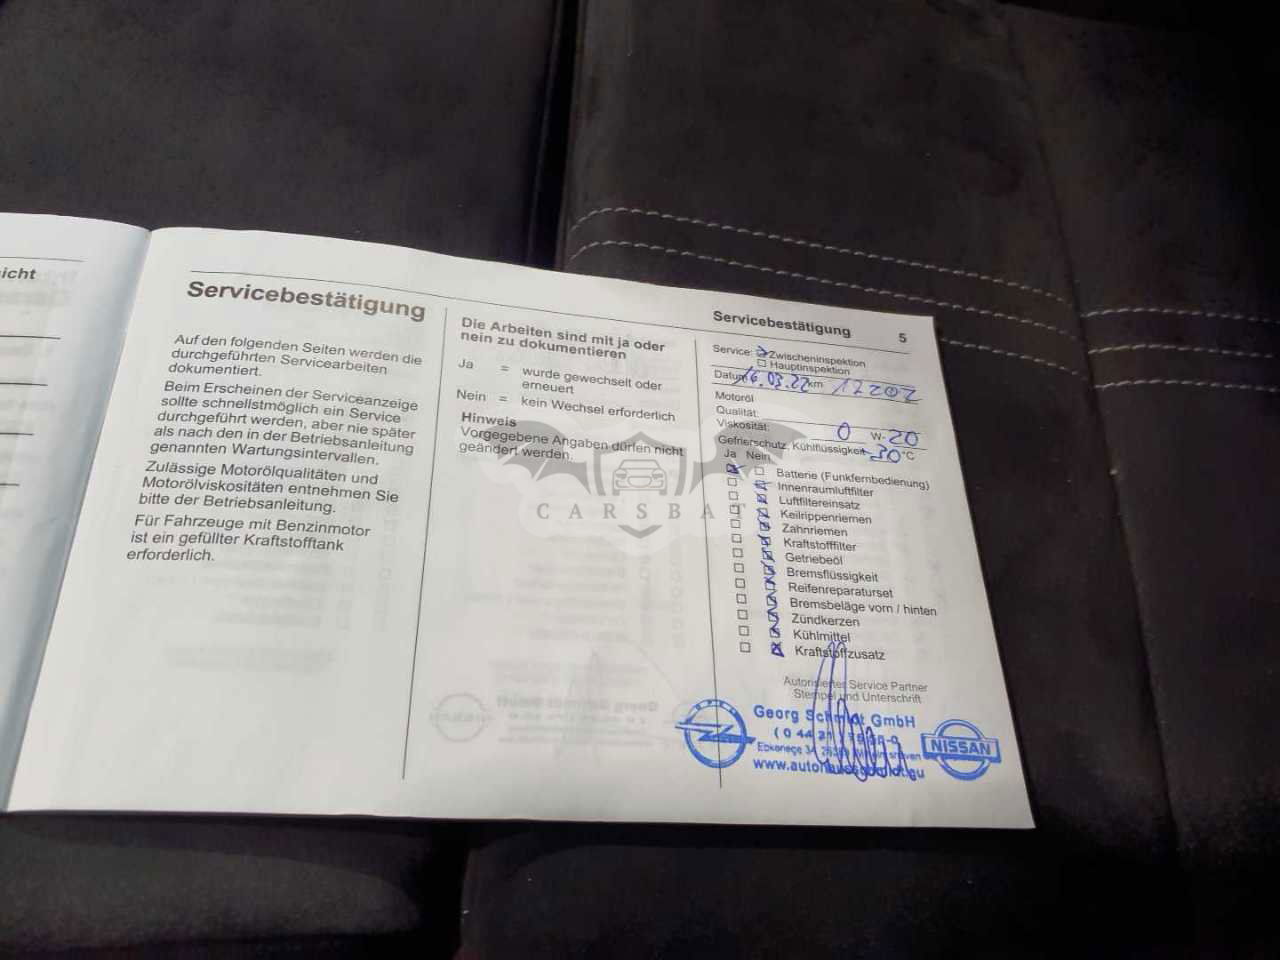 icht
Servicebestätigung
Auf den folgenden Seiten werden die
durchgeführten Servicearbeiten
dokumentiert.
Beim Erscheinen der Serviceanzeige
sollte schnellstmöglich ein Service
durchgeführt werden, aber nie später
als nach den in der Betriebsanleitung
genannten Wartungsintervallen.
Zulässige Motorölqualitäten und
Motorölviskositäten entnehmen Sie
bitte der Betriebsanleitung.
Für Fahrzeuge mit Benzinmotor
ist ein gefüllter Kraftstofftank
erforderlich.
Die Arbeiten sind mit ja oder
nein zu dokumentieren
Ja = wurde gewechselt oder
erneuert
Nein = kein Wechsel erforderlich
Hinweis
Vorgegebene Angaben dürfen nicht
geändert werden.
CARSBAT
Servicebestätigung 5
Service: Zwischeninspektion
Hauptinspektion
Datum 16.03.22 km 17202
Motoröl
Qualität:
Viskosität: 0 W- 20
Gefrierschutz, Kühlflüssigkeit -30 °C
Ja Nein
Batterie (Funkfernbedienung)
Innenraumluftfilter
Luftfiltereinsatz
Keilrippenriemen
Zahnriemen
Kraftstofffilter
Getriebeöl
Bremsflüssigkeit
Reifenreparaturset
Bremsbeläge vorn / hinten
Zündkerzen
Kühlmittel
Kraftstoffzusatz
Autorisierter Service Partner
Stempel und Unterschrift
OPEL
Georg Schmidt GmbH
NISSAN